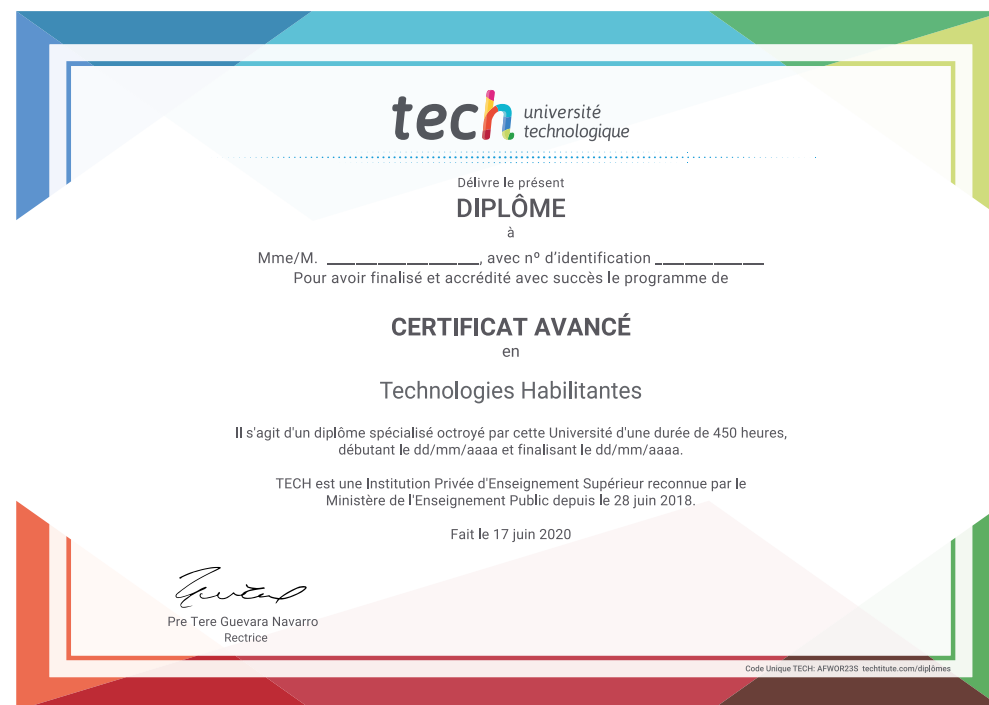 tech université
technologique
Délivre le présent
DIPLÔME
à
Mme/M. _________________, avec nº d'identification ____________
Pour avoir finalisé et accrédité avec succès le programme de
CERTIFICAT AVANCÉ
en
Technologies Habilitantes
Il s'agit d'un diplôme spécialisé octroyé par cette Université d'une durée de 450 heures,
débutant le dd/mm/aaaa et finalisant le dd/mm/aaaa.
TECH est une Institution Privée d'Enseignement Supérieur reconnue par le
Ministère de l'Enseignement Public depuis le 28 juin 2018.
Fait le 17 juin 2020
Pre Tere Guevara Navarro
Rectrice
Code Unique TECH: AFWOR23S techtitute.com/diplômes